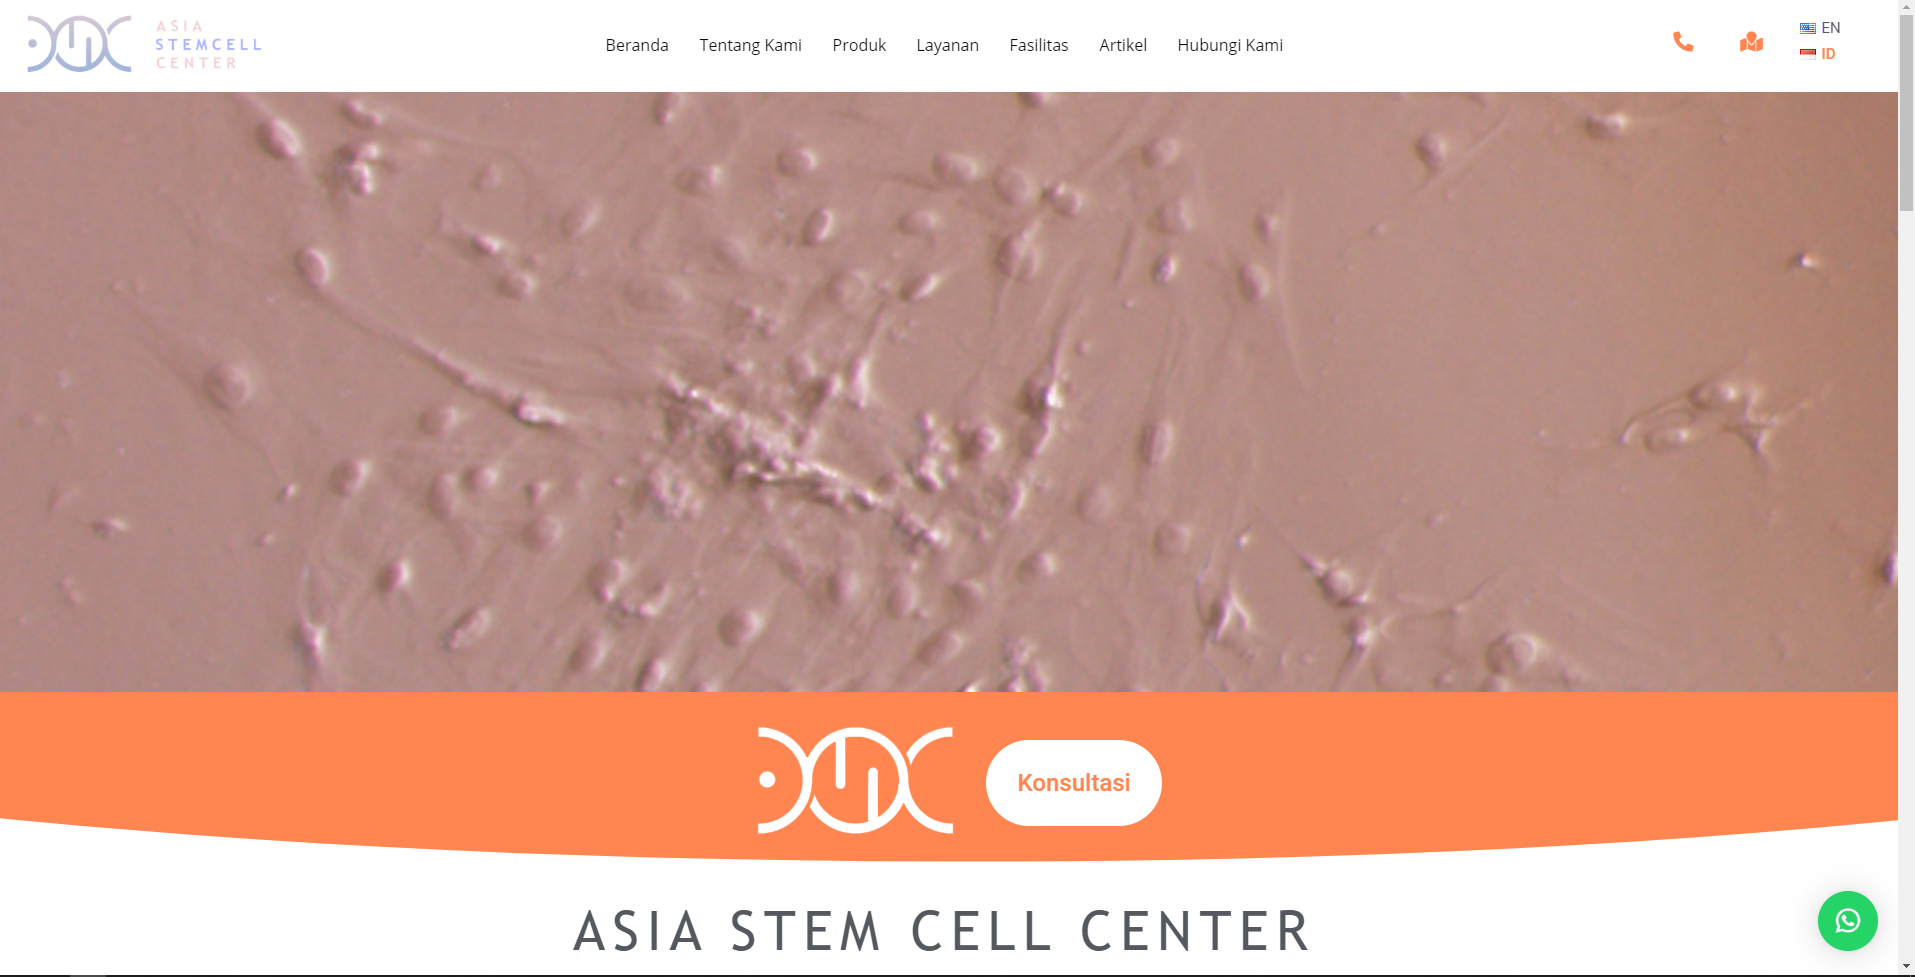 ASIA
STEMCELL
CENTER
Beranda Tentang Kami Produk Layanan Fasilitas Artikel Hubungi Kami
EN
ID
Konsultasi
ASIA STEM CELL CENTER